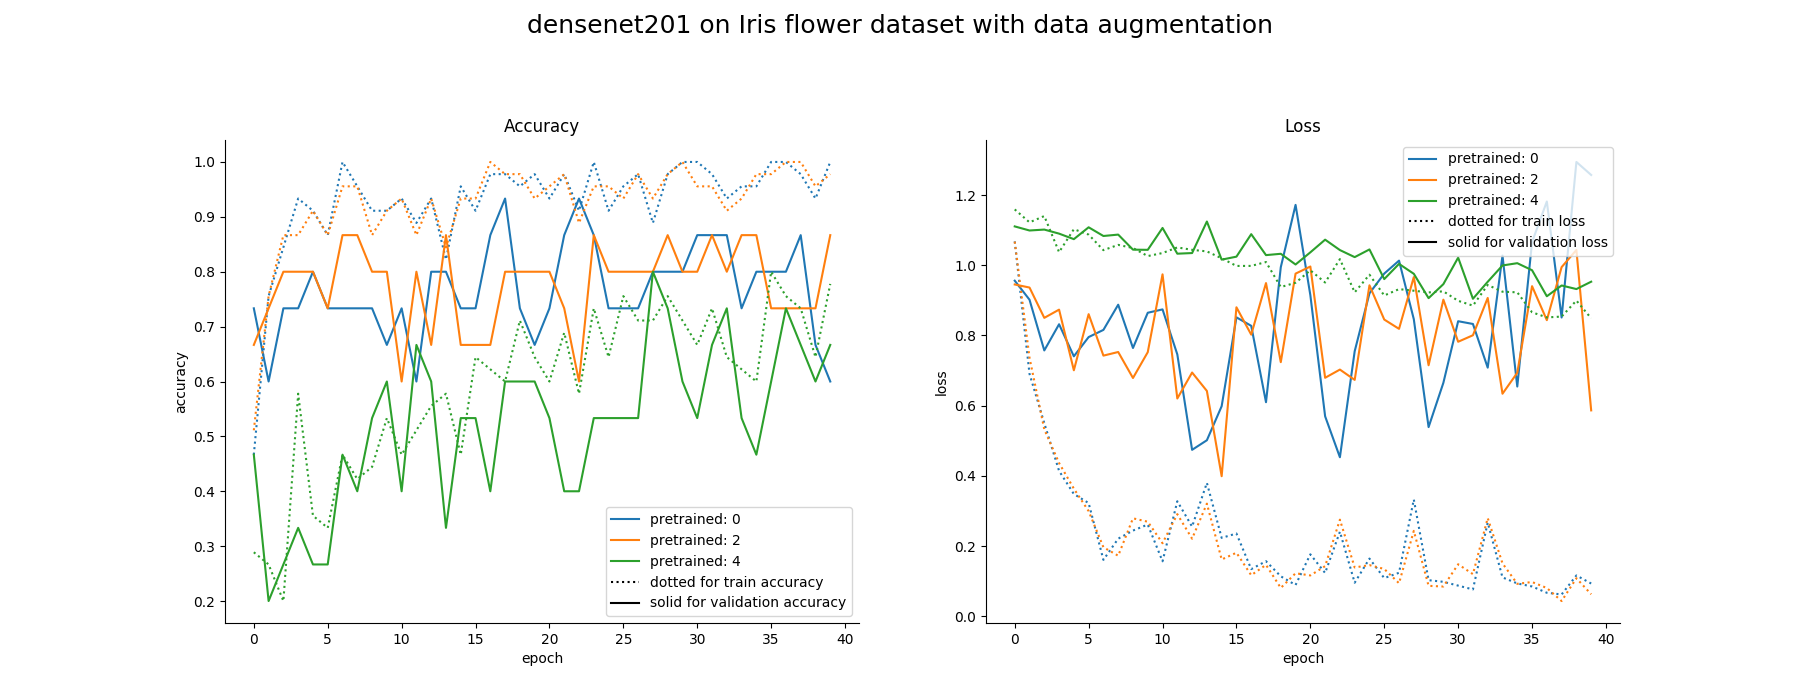 densenet201 on Iris flower dataset with data augmentation
Accuracy
1.0
0.9
0.8
0.7
0.6
0.5
0.4
0.3
0.2
accuracy
0 5 10 15 20 25 30 35 40
epoch
pretrained: 0
pretrained: 2
pretrained: 4
dotted for train accuracy
solid for validation accuracy
Loss
1.2
1.0
0.8
0.6
0.4
0.2
0.0
loss
0 5 10 15 20 25 30 35 40
epoch
pretrained: 0
pretrained: 2
pretrained: 4
dotted for train loss
solid for validation loss